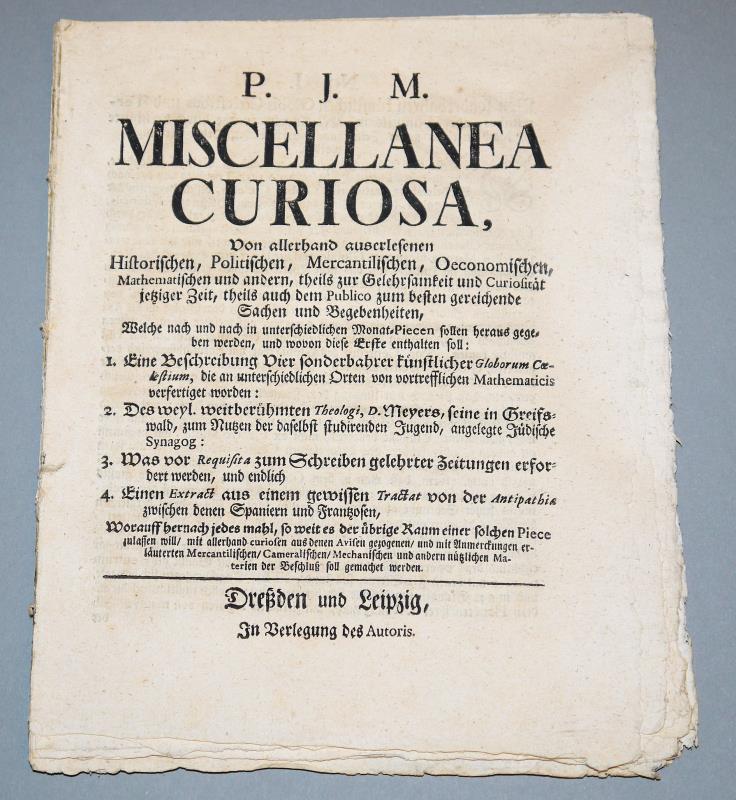 P. J. M.
MISCELLANEA
CURIOSA,
Von allerhand auserlesenen
Historischen, Politischen, Mercantilischen, Oeconomischen,
Mathematischen und andern, theils zur Gelehrsamkeit und Curiosität
jetziger Zeit, theils auch dem Publico zum besten gereichende
Sachen und Begebenheiten,
Welche nach und nach in unterschiedlichen Monat-Piecen sollen heraus gege-
ben werden, und wovon diese Erste enthalten soll:
1. Eine Beschreibung Vier sonderbahrer künstlicher Globorum Cœ-
lestium, die an unterschiedlichen Orten von vortrefflichen Mathematicis
verfertiget worden:
2. Des weyl. weitberühmten Theologi, D. Meyers, seine in Greifs-
wald, zum Nutzen der daselbst studirenden Jugend, angelegte Jüdische
Synagog:
3. Was vor Requisita zum Schreiben gelehrter Zeitungen erfor-
dert werden, und endlich
4. Einen Extract aus einem gewissen Tractat von der Antipathiæ
zwischen denen Spaniern und Frantzosen,
Worauff hernach jedes mahl, so weit es der übrige Raum einer solchen Piece
zulassen will/ mit allerhand curiosen aus denen Avisen gezogenen/ und mit Anmerckungen er-
läuterten Mercantilischen/ Cameralischen/ Mechanischen und andern nützlichen Ma-
terien der Beschluß soll gemachet werden.
Dreßden und Leipzig,
In Verlegung des Autoris.